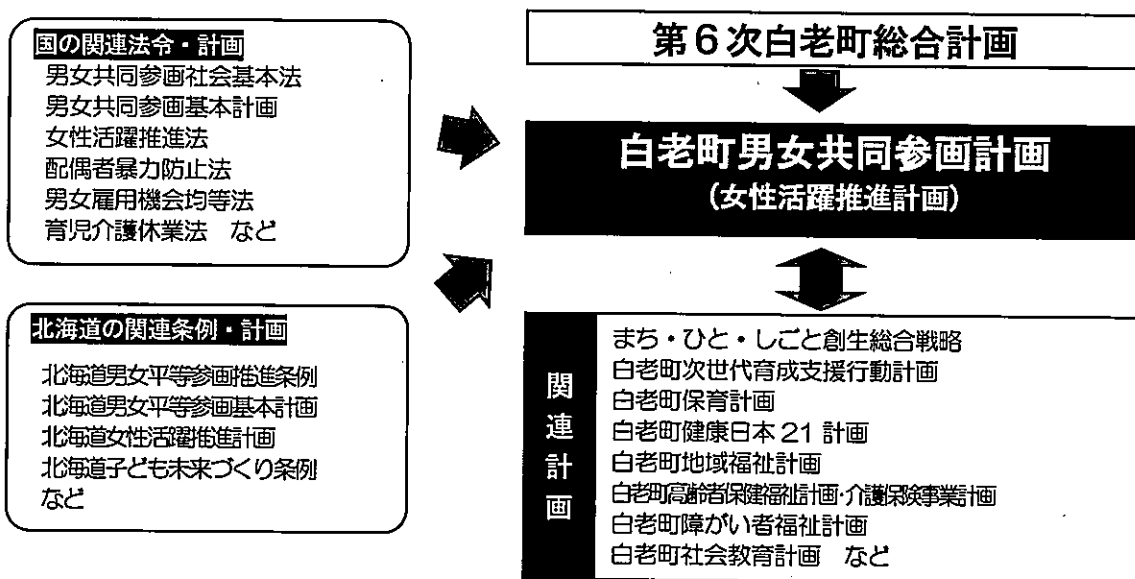 国の関連法令・計画
男女共同参画社会基本法
男女共同参画基本計画
女性活躍推進法
配偶者暴力防止法
男女雇用機会均等法
育児介護休業法 など
北海道の関連条例・計画
北海道男女平等参画推進条例
北海道男女平等参画基本計画
北海道女性活躍推進計画
北海道子ども未来づくり条例
など
第6次白老町総合計画
白老町男女共同参画計画
(女性活躍推進計画)
関連計画
まち・ひと・しごと創生総合戦略
白老町次世代育成支援行動計画
白老町保育計画
白老町健康日本21計画
白老町地域福祉計画
白老町高齢者保健福祉計画・介護保険事業計画
白老町障がい者福祉計画
白老町社会教育計画 など